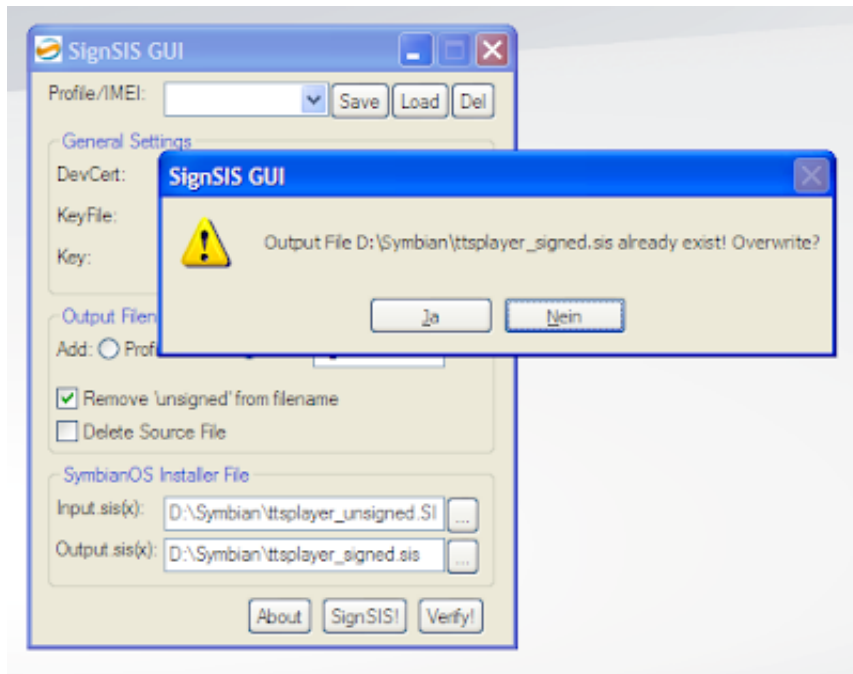 SignSIS GUI
Profile/IMEI:
Save Load Del
General Settings
DevCert:
SignSIS GUI
KeyFile:
Output File D:\Symbian\ttsplayer_signed.sis already exist! Overwrite?
Key:
Ja Nein
Output Filen
Add: Profi
Remove 'unsigned' from filename
Delete Source File
SymbianOS Installer File
Input.sis(x): D:\Symbian\ttsplayer_unsigned.SI ...
Output.sis(x): D:\Symbian\ttsplayer_signed.sis ...
About SignSIS! Verify!